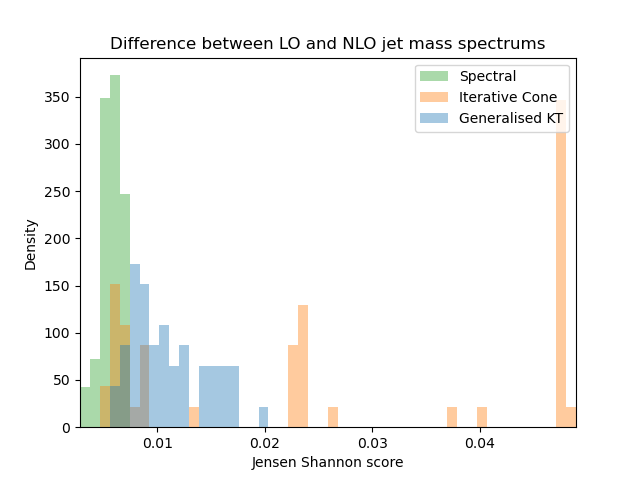 Difference between LO and NLO jet mass spectrums
Spectral
Iterative Cone
Generalised KT
350
300
250
200
150
100
50
0
Density
0.01 0.02 0.03 0.04
Jensen Shannon score